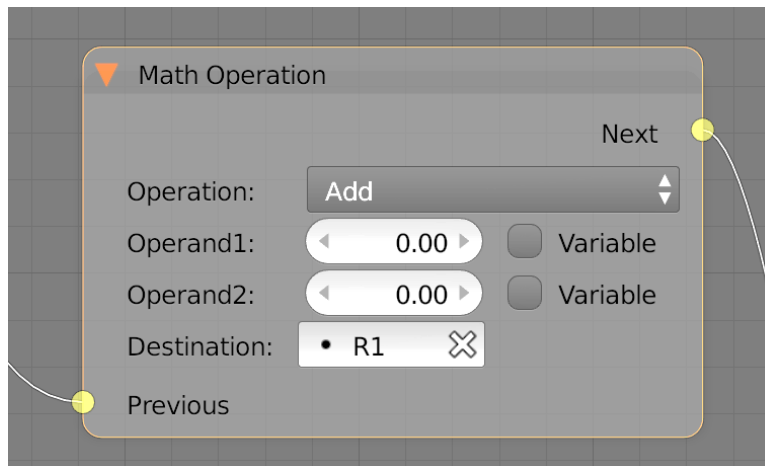 Math Operation
Next
Operation: Add
Operand1: 0.00 Variable
Operand2: 0.00 Variable
Destination: R1
Previous